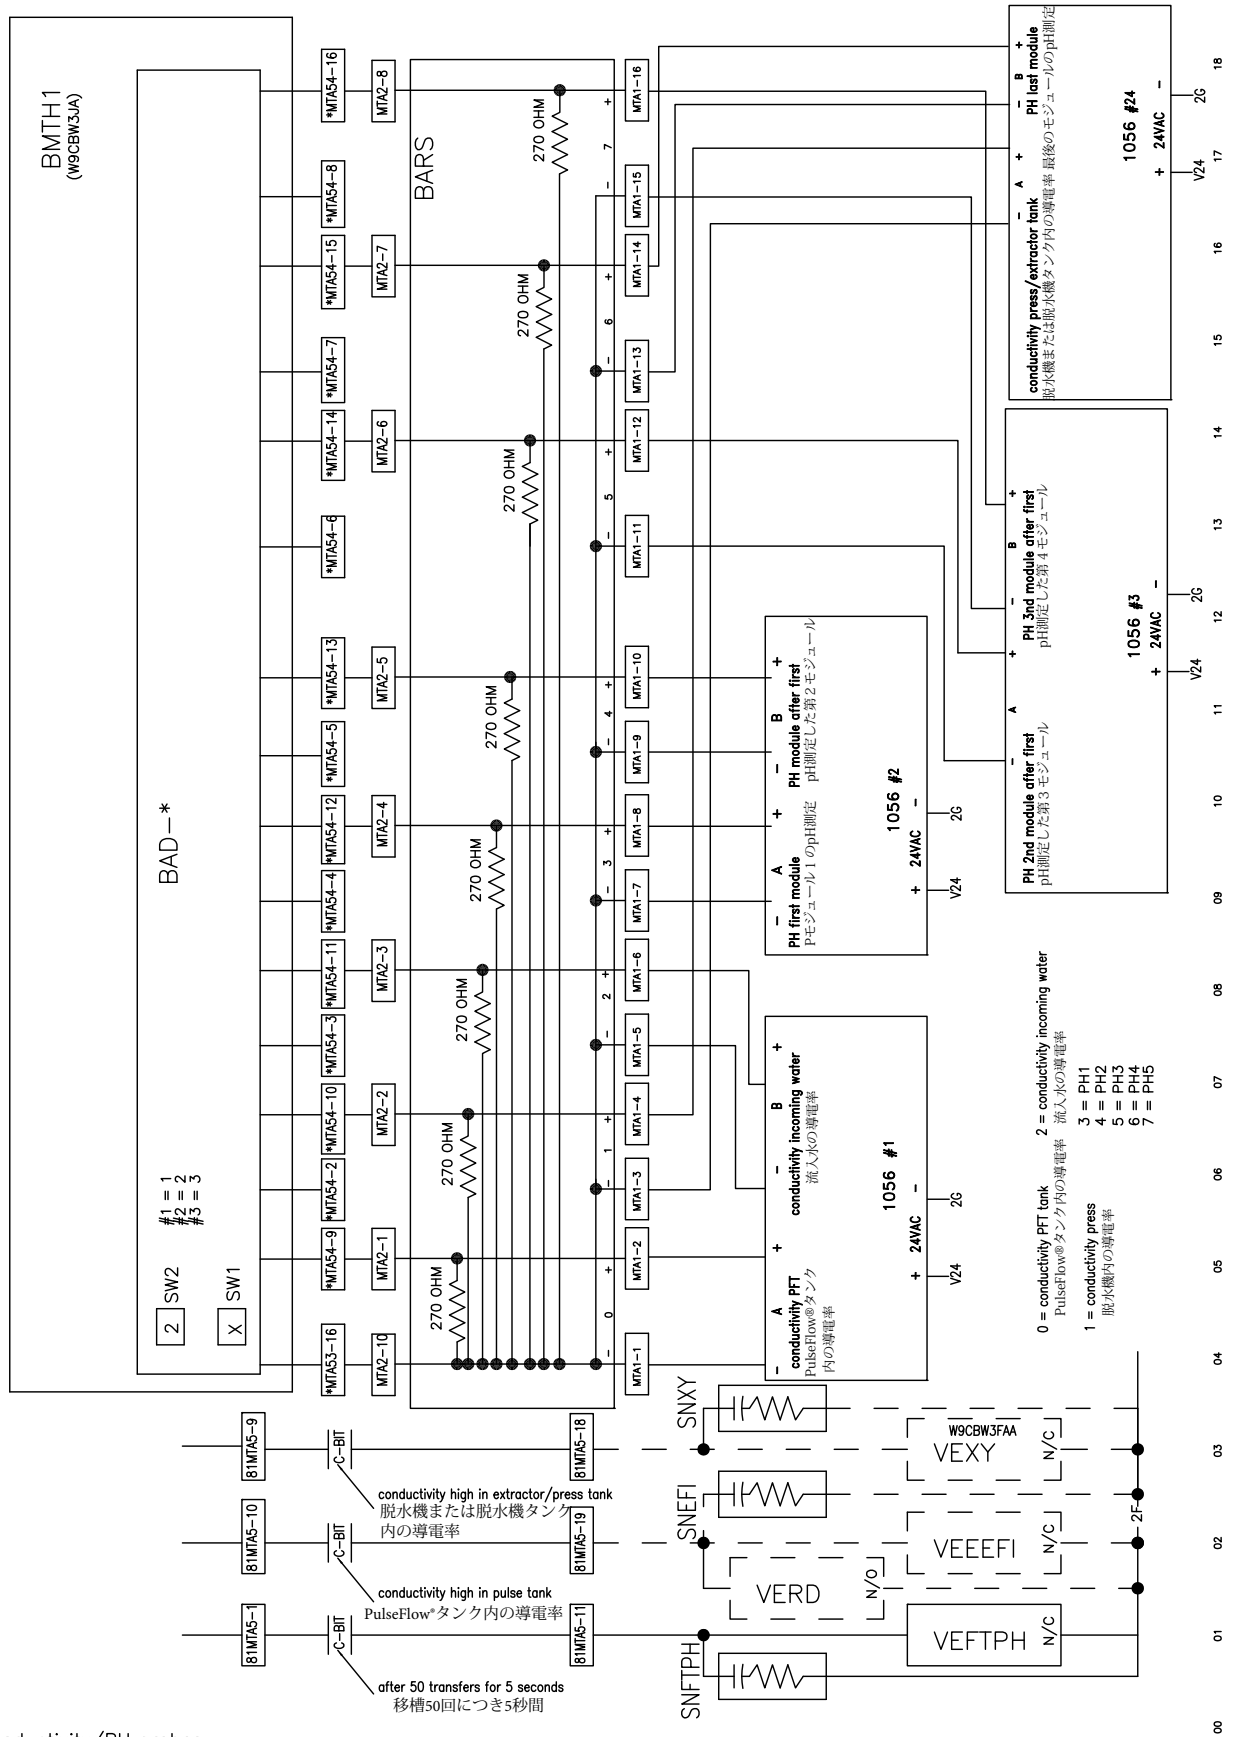 BMTH1
(W9CBW3JA)
BAD-*
#1 = 1
#2 = 2
#3 = 3
2
SW2
X
SW1
*MTA53-16
*MTA54-9
*MTA54-2
*MTA54-10
*MTA54-3
*MTA54-11
*MTA54-4
*MTA54-12
*MTA54-5
*MTA54-13
*MTA54-6
*MTA54-14
*MTA54-7
*MTA54-15
*MTA54-8
*MTA54-16
MTA2-10
MTA2-1
MTA2-2
MTA2-3
MTA2-4
MTA2-5
MTA2-6
MTA2-7
MTA2-8
BARS
270 OHM
270 OHM
270 OHM
270 OHM
270 OHM
270 OHM
270 OHM
270 OHM
- 0 +
- 1 +
- 2 +
- 3 +
- 4 +
- 5 +
- 6 +
- 7 +
MTA1-1
MTA1-2
MTA1-3
MTA1-4
MTA1-5
MTA1-6
MTA1-7
MTA1-8
MTA1-9
MTA1-10
MTA1-11
MTA1-12
MTA1-13
MTA1-14
MTA1-15
MTA1-16
- A +
conductivity PFT
PulseFlow®タンク
内の導電率
- B +
conductivity incoming water
流入水の導電率
1056 #1
+ 24VAC -
V24
2G
- A +
PH first module
Pモジュール1のpH測定
- B +
PH module after first
pH測定した第2モジュール
1056 #2
+ 24VAC -
V24
2G
- A +
PH 2nd module after first
pH測定した第3モジュール
- B +
PH 3nd module after first
pH測定した第4モジュール
1056 #3
+ 24VAC -
V24
2G
- A +
conductivity press/extractor tank
脱水機または脱水機タンク内の導電率
- B +
PH last module
最後のモジュールのpH測定
1056 #24
+ 24VAC -
V24
2G
0 = conductivity PFT tank
PulseFlow®タンク内の導電率
1 = conductivity press
脱水機内の導電率
2 = conductivity incoming water
流入水の導電率
3 = PH1
4 = PH2
5 = PH3
6 = PH4
7 = PH5
81MTA5-9
C-BIT
conductivity high in extractor/press tank
脱水機または脱水機タンク
内の導電率
81MTA5-18
SNXY
W9CBW3FAA
VEXY
N/C
81MTA5-10
C-BIT
conductivity high in pulse tank
PulseFlow®タンク内の導電率
81MTA5-19
SNEFI
VEEEFI
N/C
VERD
N/O
2F
81MTA5-1
C-BIT
after 50 transfers for 5 seconds
移槽50回につき5秒間
81MTA5-11
SNFTPH
VEFTPH
N/C
00
01
02
03
04
05
06
07
08
09
10
11
12
13
14
15
16
17
18